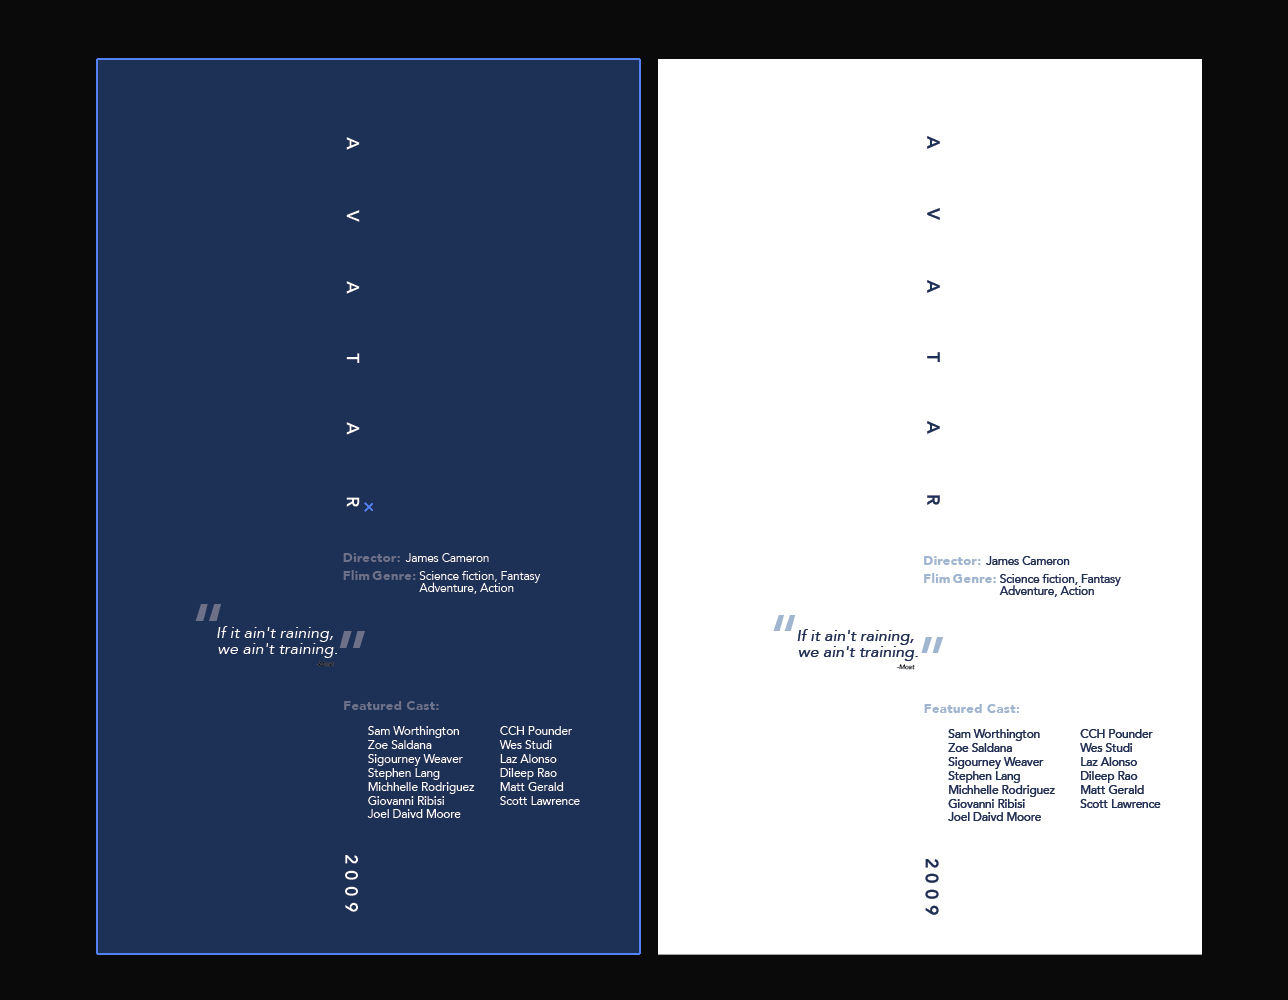 AVATAR
Director: James Cameron
Flim Genre: Science fiction, Fantasy
Adventure, Action
"If it ain't raining,
we ain't training."
Featured Cast:
Sam Worthington
Zoe Saldana
Sigourney Weaver
Stephen Lang
Michhelle Rodriguez
Giovanni Ribisi
Joel Daivd Moore
CCH Pounder
Wes Studi
Laz Alonso
Dileep Rao
Matt Gerald
Scott Lawrence
2009
AVATAR
Director: James Cameron
Flim Genre: Science fiction, Fantasy
Adventure, Action
"If it ain't raining,
we ain't training."
Featured Cast:
Sam Worthington
Zoe Saldana
Sigourney Weaver
Stephen Lang
Michhelle Rodriguez
Giovanni Ribisi
Joel Daivd Moore
CCH Pounder
Wes Studi
Laz Alonso
Dileep Rao
Matt Gerald
Scott Lawrence
2009